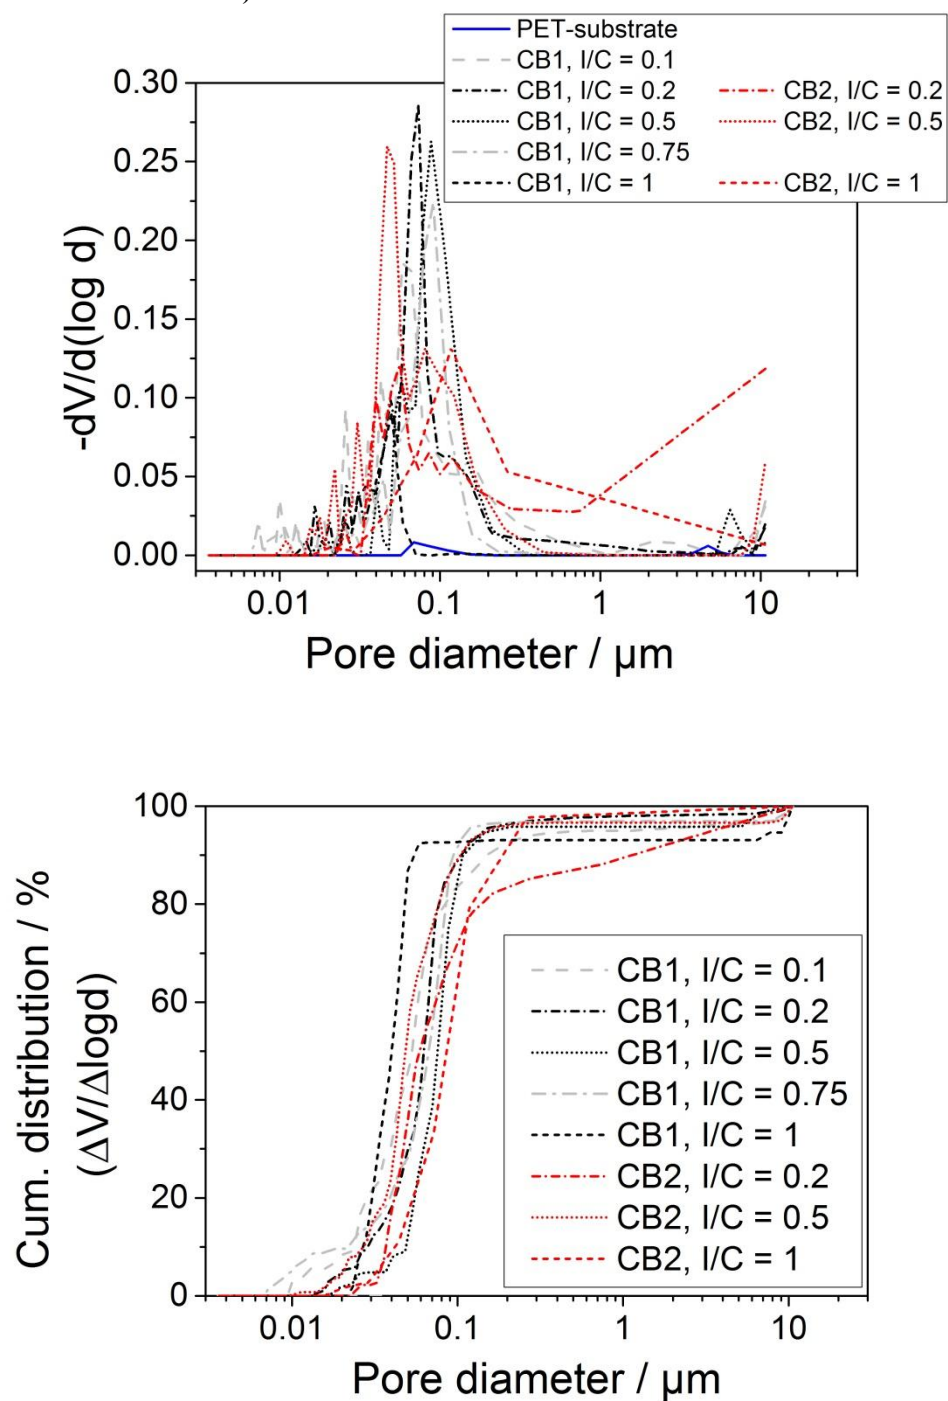 )
PET-substrate
CB1, I/C = 0.1
CB1, I/C = 0.2 CB2, I/C = 0.2
CB1, I/C = 0.5 CB2, I/C = 0.5
CB1, I/C = 0.75
CB1, I/C = 1 CB2, I/C = 1
0.30
0.25
0.20
0.15
0.10
0.05
0.00
-dV/d(log d)
0.01 0.1 1 10
Pore diameter / µm
100
80
60
40
20
0
Cum. distribution / %
(ΔV/Δlogd)
CB1, I/C = 0.1
CB1, I/C = 0.2
CB1, I/C = 0.5
CB1, I/C = 0.75
CB1, I/C = 1
CB2, I/C = 0.2
CB2, I/C = 0.5
CB2, I/C = 1
0.01 0.1 1 10
Pore diameter / µm